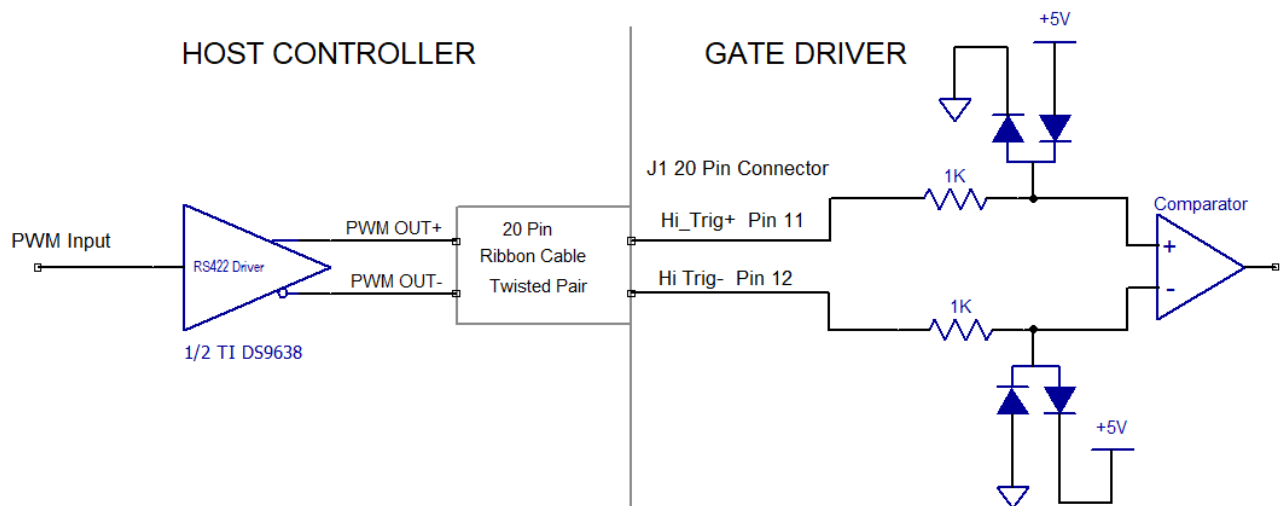 HOST CONTROLLER
GATE DRIVER
+5V
J1 20 Pin Connector
1K
Hi_Trig+ Pin 11
Comparator
PWM Input
RS422 Driver
PWM OUT+
20 Pin
Ribbon Cable
Twisted Pair
+
PWM OUT-
Hi Trig- Pin 12
-
1K
1/2 TI DS9638
+5V